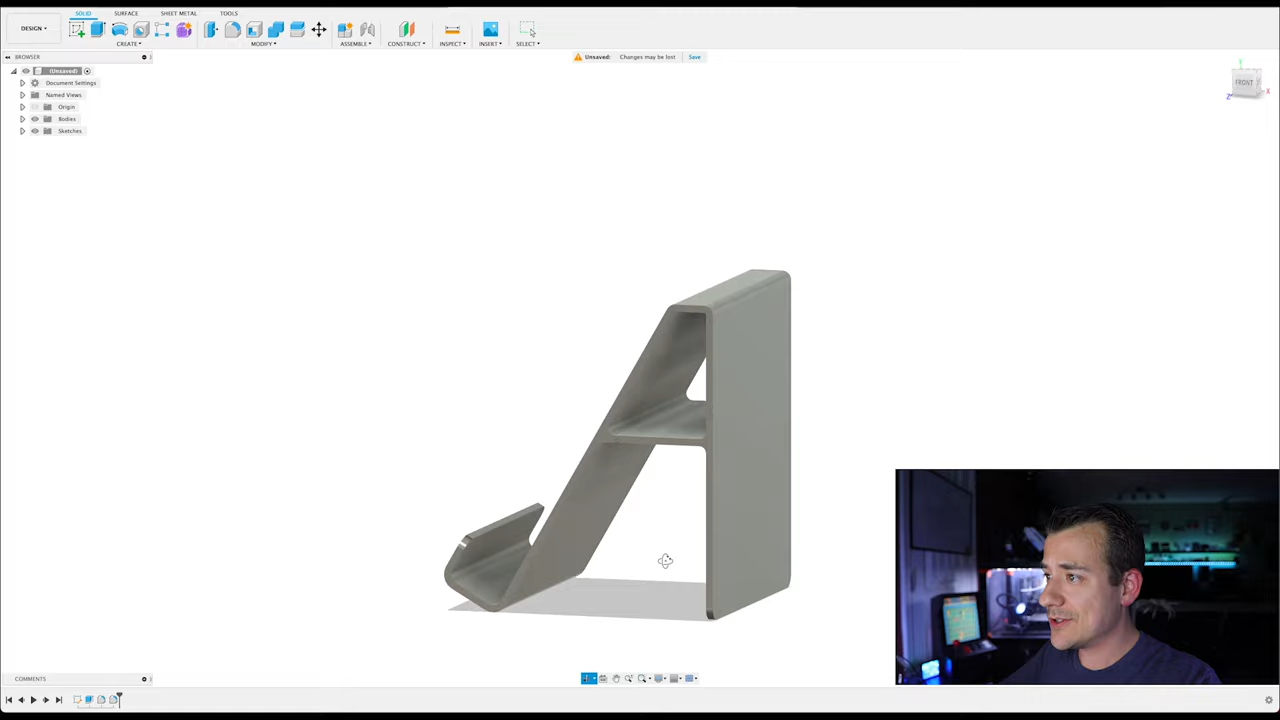 SOLID SURFACE SHEET METAL TOOLS
DESIGN ▾
CREATE ▾ MODIFY ▾ ASSEMBLE ▾ CONSTRUCT ▾ INSPECT ▾ INSERT ▾ SELECT ▾
BROWSER
Unsaved: Changes may be lost Save
(Unsaved)
Document Settings
Named Views
Origin
Bodies
Sketches
Y
FRONT
X
Z
COMMENTS